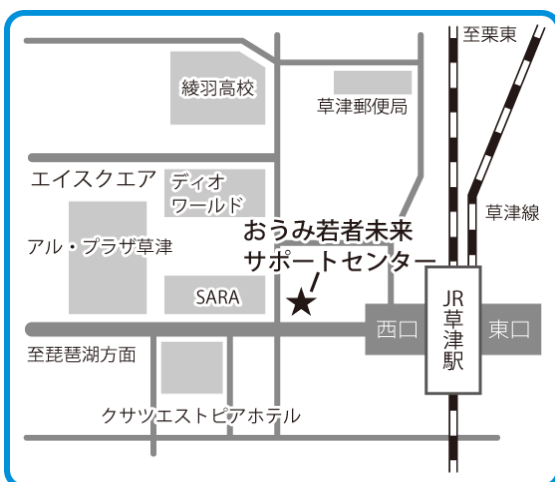 至栗東
綾羽高校
草津郵便局
エイスクエア
ディオ
ワールド
草津線
アル・プラザ草津
おうみ若者未来
サポートセンター
SARA
JR草津駅
西口
東口
至琵琶湖方面
クサツエストピアホテル